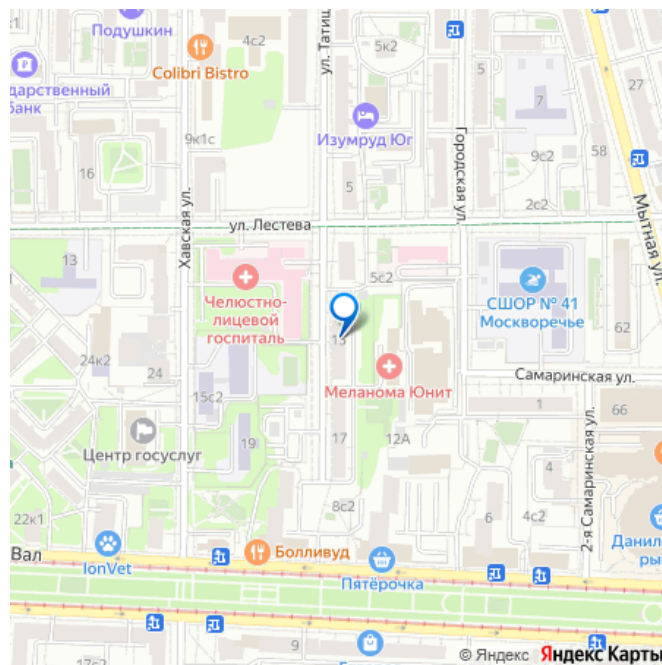 Подушкин
4с2
ул. Татищ
5к2
Colibri Bistro
дарственный
банк
5
27
7
Изумруд Юг
9к1с
16
9с2
58
5
2с2
Городская ул.
Мытная ул.
Хавская ул.
ул. Лестева
13
5с2
Челюстно-
лицевой
госпиталь
СШОР № 41
Москворечье
62
24к2
24
15с2
Меланома Юнит
Самаринская ул.
1
66
Центр госуслуг
19
17
12А
4
2-я Самаринская ул.
22к1
8с2
6
4с2
Данило
ры
Вал
IonVet
Болливуд
Пятёрочка
17с2
9
© Яндекс Яндекс Карты